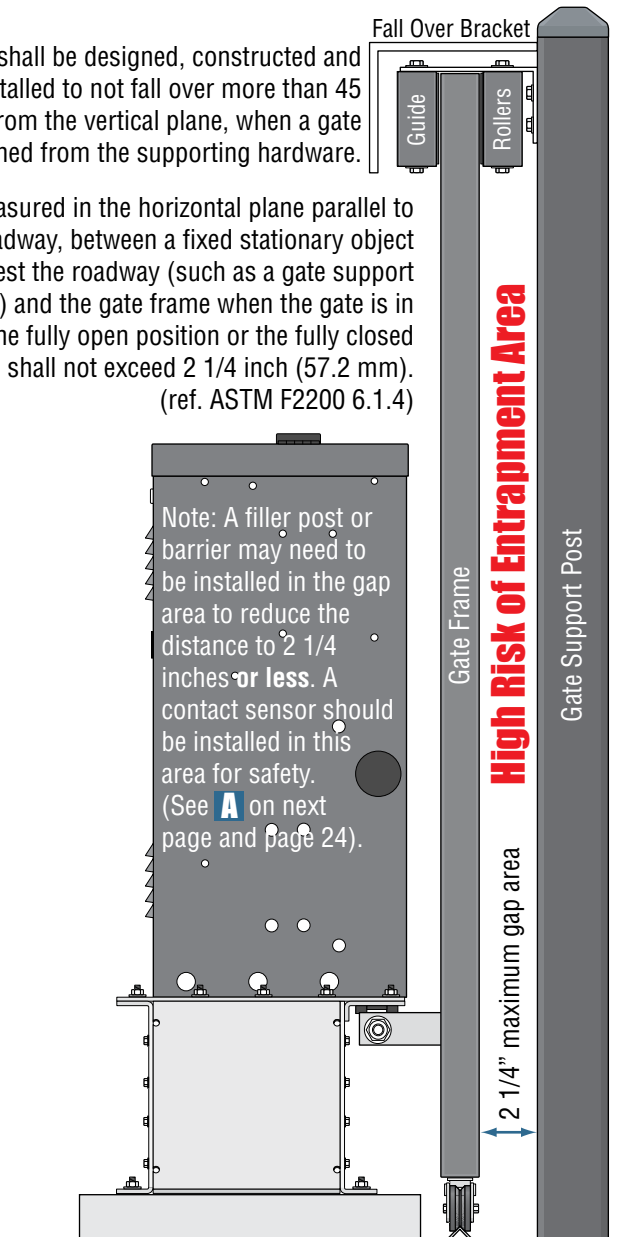 Fall Over Bracket
shall be designed, constructed and
talled to not fall over more than 45
rom the vertical plane, when a gate
ned from the supporting hardware.
Guide
Rollers
asured in the horizontal plane parallel to
adway, between a fixed stationary object
est the roadway (such as a gate support
) and the gate frame when the gate is in
he fully open position or the fully closed
shall not exceed 2 1/4 inch (57.2 mm).
(ref. ASTM F2200 6.1.4)
Note: A filler post or
barrier may need to
be installed in the gap
area to reduce the
distance to 2 1/4
inches or less. A
contact sensor should
be installed in this
area for safety.
(See A on next
page and page 24).
Gate Frame
High Risk of Entrapment Area
2 1/4” maximum gap area
Gate Support Post